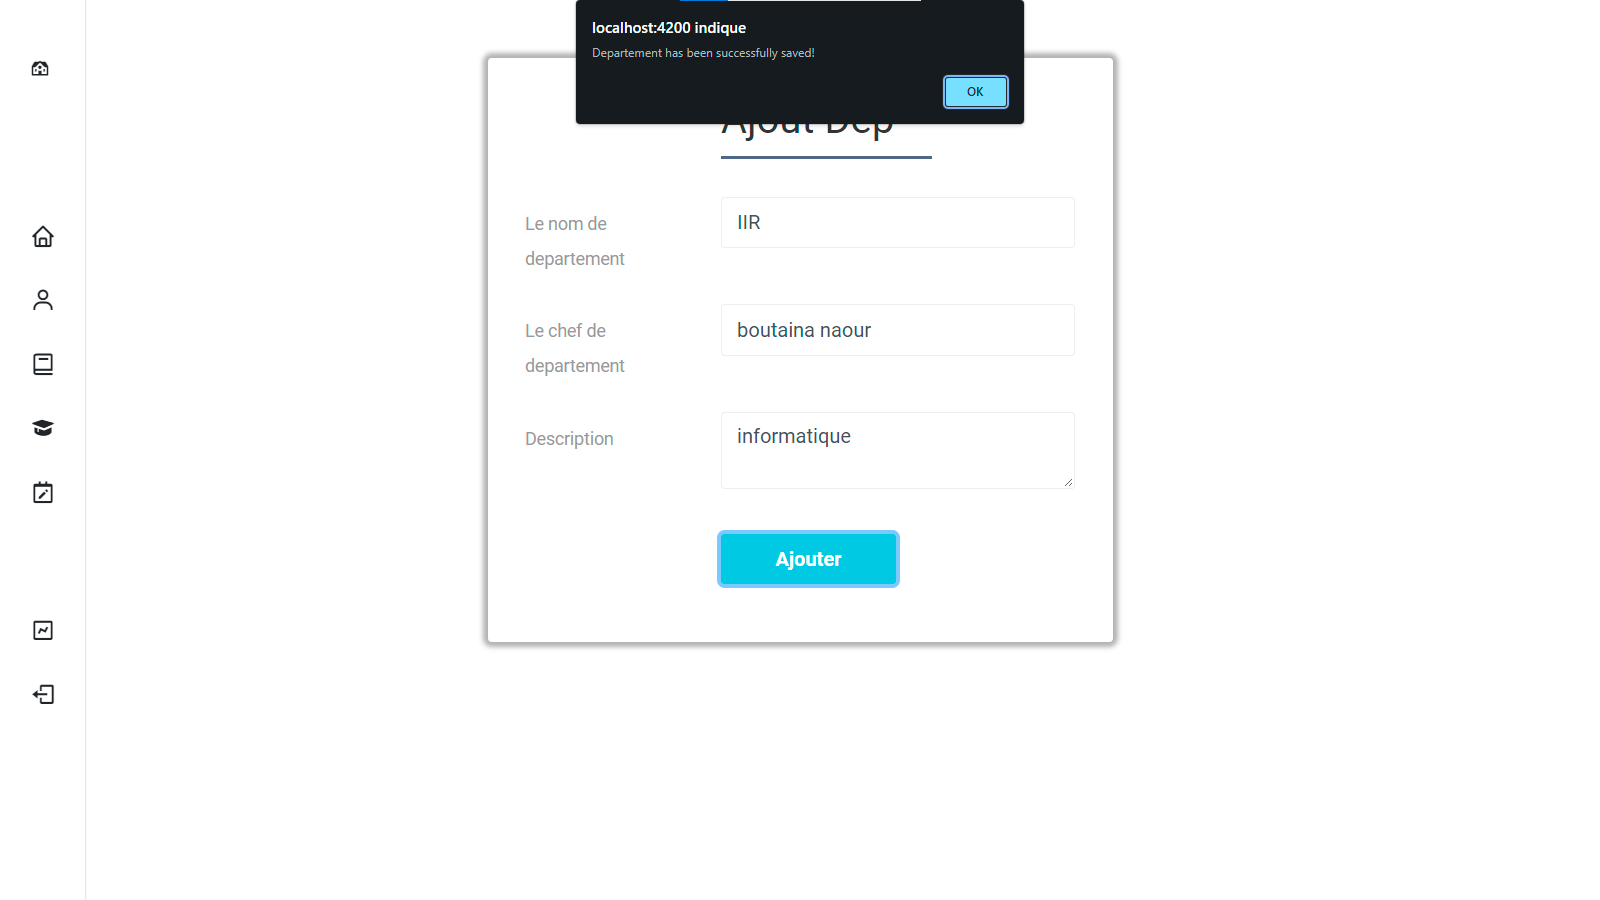 localhost:4200 indique
Departement has been successfully saved!
OK
Ajout Dep
Le nom de
departement
IIR
Le chef de
departement
boutaina naour
Description
informatique
Ajouter